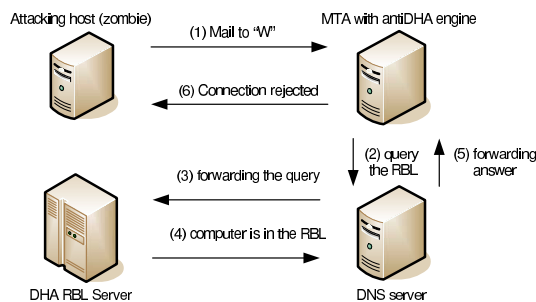 Attacking host (zombie)
MTA with antiDHA engine
(1) Mail to “W”
(6) Connection rejected
(2) query
the RBL
(5) forwarding
answer
(3) forwarding the query
(4) computer is in the RBL
DHA RBL Server
DNS server